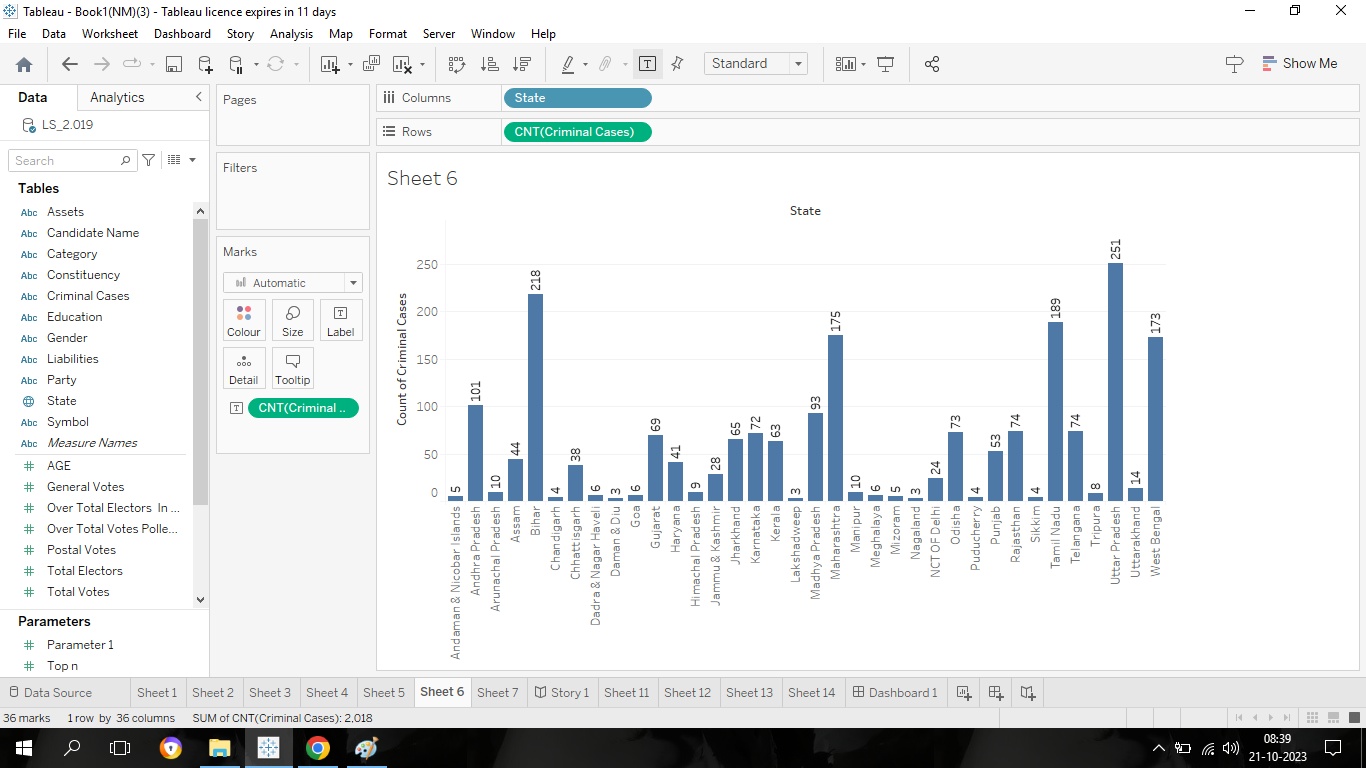 Tableau - Book1(NM)(3) - Tableau licence expires in 11 days
File Data Worksheet Dashboard Story Analysis Map Format Server Window Help
Standard
Show Me
Data
Analytics
LS_2.019
Search
Tables
Abc Assets
Abc Candidate Name
Abc Category
Abc Constituency
Abc Criminal Cases
Abc Education
Abc Gender
Abc Liabilities
Abc Party
State
Abc Symbol
Abc Measure Names
# AGE
# General Votes
# Over Total Electors In ...
# Over Total Votes Polle...
# Postal Votes
# Total Electors
# Total Votes
Parameters
# Parameter 1
# Top n
Pages
Filters
Marks
Automatic
Colour Size Label
Detail Tooltip
CNT(Criminal ..
Columns State
Rows CNT(Criminal Cases)
Sheet 6
State
Count of Criminal Cases
250
200
150
100
50
0
5 101 10 44 218 4 38 6 3 6 69 41 9 28 65 72 63 3 93 175 10 6 5 3 24 73 4 53 74 4 189 74 8 251 14 173
Andaman & Nicobar Islands
Andhra Pradesh
Arunachal Pradesh
Assam
Bihar
Chandigarh
Chhattisgarh
Dadra & Nagar Haveli
Daman & Diu
Goa
Gujarat
Haryana
Himachal Pradesh
Jammu & Kashmir
Jharkhand
Karnataka
Kerala
Lakshadweep
Madhya Pradesh
Maharashtra
Manipur
Meghalaya
Mizoram
Nagaland
NCT OF Delhi
Odisha
Puducherry
Punjab
Rajasthan
Sikkim
Tamil Nadu
Telangana
Tripura
Uttar Pradesh
Uttarakhand
West Bengal
Data Source Sheet 1 Sheet 2 Sheet 3 Sheet 4 Sheet 5 Sheet 6 Sheet 7 Story 1 Sheet 11 Sheet 12 Sheet 13 Sheet 14 Dashboard 1
36 marks 1 row by 36 columns SUM of CNT(Criminal Cases): 2,018
08:39
21-10-2023